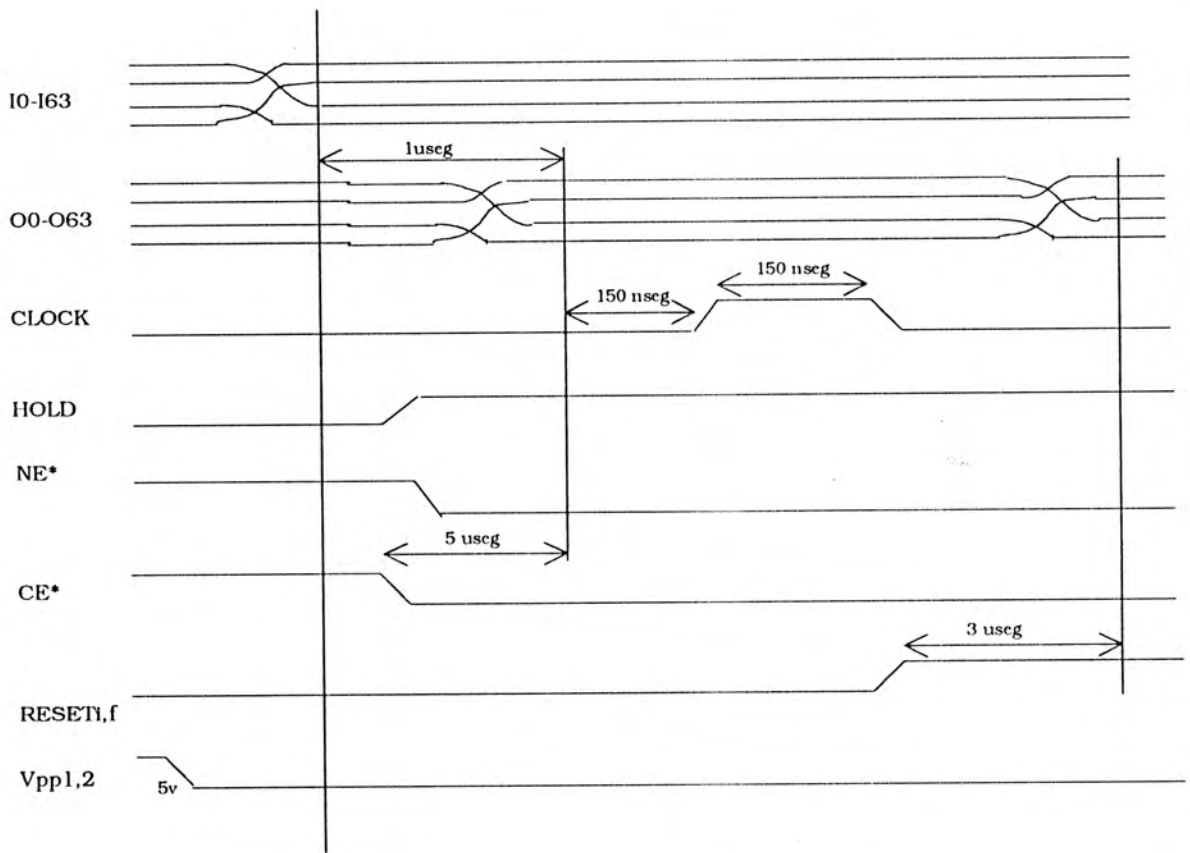 I0-I63
1useg
O0-O63
150 nseg
150 nseg
CLOCK
HOLD
NE*
5 useg
CE*
3 useg
RESETi,f
Vpp1,2
5v